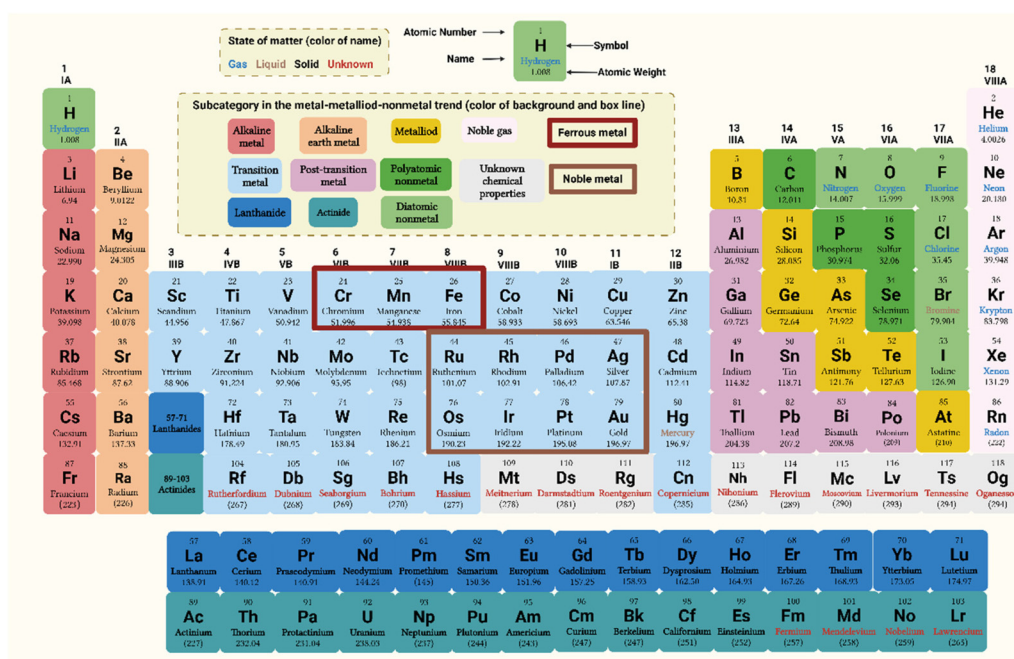 State of matter (color of name)
Gas Liquid Solid Unknown
Atomic Number
Name
1
H
Hydrogen
1.008
Symbol
Atomic Weight
Subcategory in the metal-metalliod-nonmetal trend (color of background and box line)
Alkaline metal
Alkaline earth metal
Metalliod
Noble gas
Ferrous metal
Transition metal
Post-transition metal
Polyatomic nonmetal
Unknown chemical properties
Noble metal
Lanthanide
Actinide
Diatomic nonmetal
1 18
IA VIIIA
1 2
H He
Hydrogen Helium
1.008 4.0026
2 13 14 15 16 17
IIA IIIA IVA VA VIA VIIA
3 4 5 6 7 8 9 10
Li Be B C N O F Ne
Lithium Beryllium Boron Carbon Nitrogen Oxygen Fluorine Neon
6.94 9.0122 10.81 12.011 14.007 15.999 18.998 20.180
11 12 13 14 15 16 17 18
Na Mg Al Si P S Cl Ar
Sodium Magnesium Aluminium Silicon Phosphorus Sulfur Chlorine Argon
22.990 24.305 26.982 28.085 30.974 32.06 35.45 39.948
3 4 5 6 7 8 9 10 11 12
IIIB IVB VB VIB VIIB VIIIB VIIIB VIIIB IB IIB
19 20 21 22 23 24 25 26 27 28 29 30 31 32 33 34 35 36
K Ca Sc Ti V Cr Mn Fe Co Ni Cu Zn Ga Ge As Se Br Kr
Potassium Calcium Scandium Titanium Vanadium Chromium Manganese Iron Cobalt Nickel Copper Zinc Gallium Germanium Arsenic Selenium Bromine Krypton
39.098 40.078 44.956 47.867 50.942 51.996 54.938 55.845 58.933 58.693 63.546 65.38 69.723 72.64 74.922 78.971 79.904 83.798
37 38 39 40 41 42 43 44 45 46 47 48 49 50 51 52 53 54
Rb Sr Y Zr Nb Mo Tc Ru Rh Pd Ag Cd In Sn Sb Te I Xe
Rubidium Strontium Yttrium Zirconium Niobium Molybdenum Technetium Ruthenium Rhodium Palladium Silver Cadmium Indium Tin Antimony Tellurium Iodine Xenon
85.468 87.62 88.906 91.224 92.906 95.95 (98) 101.07 102.91 106.42 107.87 112.41 114.82 118.71 121.76 127.63 126.90 131.29
55 56 57-71 72 73 74 75 76 77 78 79 80 81 82 83 84 85 86
Cs Ba Lanthanides Hf Ta W Re Os Ir Pt Au Hg Tl Pb Bi Po At Rn
Caesium Barium Hafnium Tantalum Tungsten Rhenium Osmium Iridium Platinum Gold Mercury Thallium Lead Bismuth Polonium Astatine Radon
132.91 137.33 178.49 180.95 183.84 186.21 190.23 192.22 195.08 196.97 196.97 204.38 207.2 208.98 (209) (210) (222)
87 88 89-103 104 105 106 107 108 109 110 111 112 113 114 115 116 117 118
Fr Ra Actinides Rf Db Sg Bh Hs Mt Ds Rg Cn Nh Fl Mc Lv Ts Og
Francium Radium Rutherfordium Dubnium Seaborgium Bohrium Hassium Meitnerium Darmstadtium Roentgenium Copernicium Nihonium Flerovium Moscovium Livermorium Tennessine Oganesso
(223) (226) (267) (268) (269) (270) (277) (278) (281) (282) (285) (286) (289) (290) (293) (294) (294)
57 58 59 60 61 62 63 64 65 66 67 68 69 70 71
La Ce Pr Nd Pm Sm Eu Gd Tb Dy Ho Er Tm Yb Lu
Lanthanum Cerium Praseodymium Neodymium Promethium Samarium Europium Gadolinium Terbium Dysprosium Holmium Erbium Thulium Ytterbium Lutetium
138.91 140.12 140.91 144.24 (145) 150.36 151.96 157.25 158.93 162.50 164.93 167.26 168.93 173.05 174.97
89 90 91 92 93 94 95 96 97 98 99 100 101 102 103
Ac Th Pa U Np Pu Am Cm Bk Cf Es Fm Md No Lr
Actinium Thorium Protactinium Uranium Neptunium Plutonium Americium Curium Berkelium Californium Einsteinium Fermium Mendelevium Nobelium Lawrencium
(227) 232.04 231.04 238.03 (237) (244) (243) (247) (247) (251) (252) (257) (258) (259)